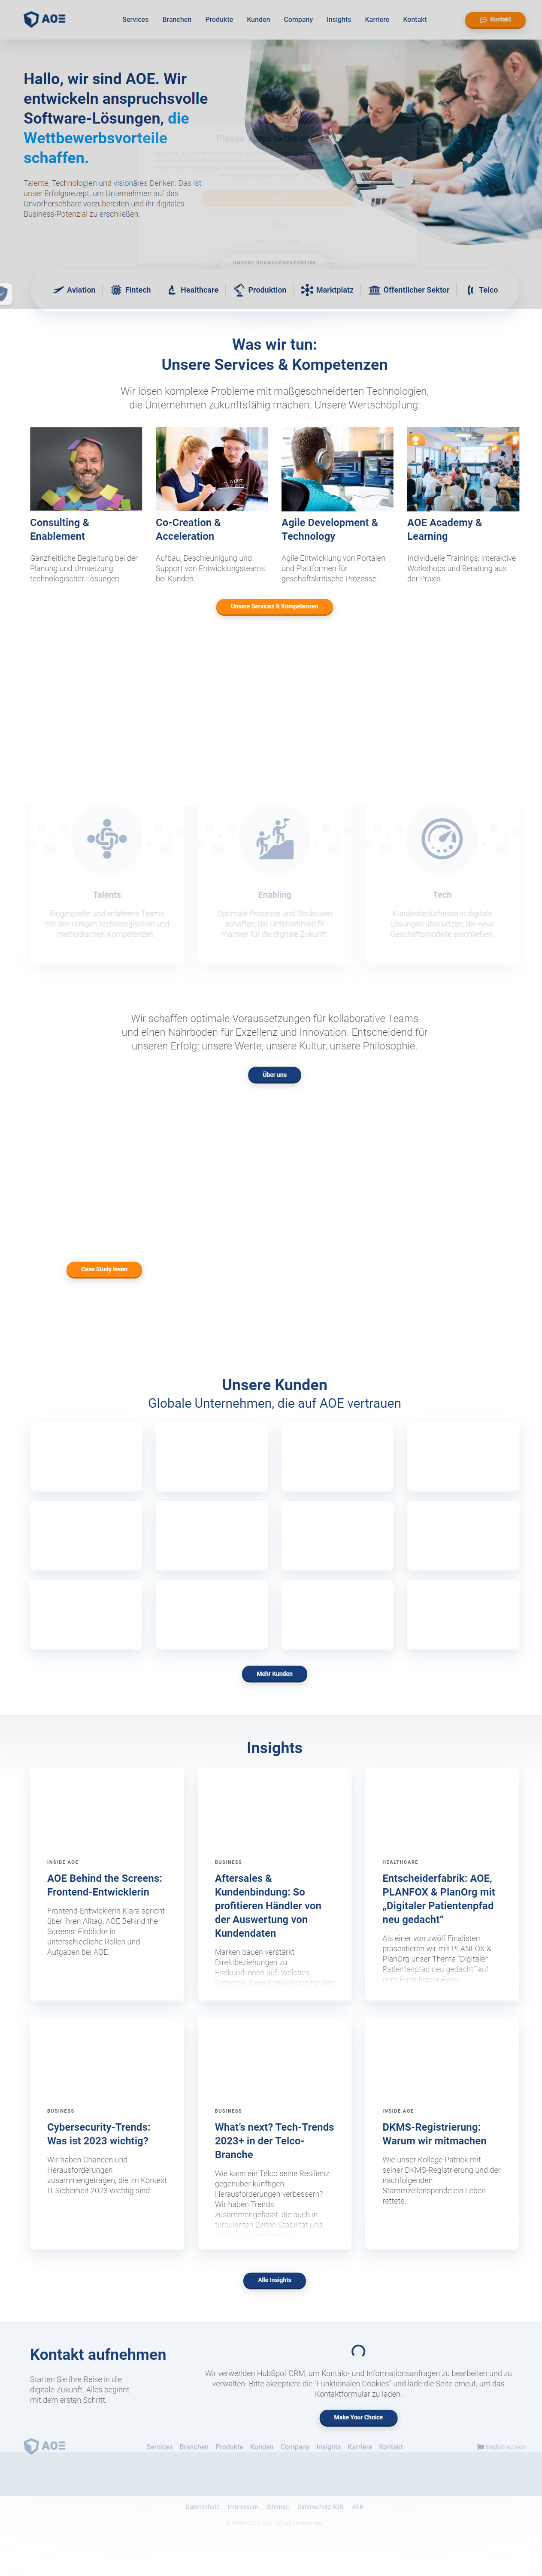 AOE
Services Branchen Produkte Kunden Company Insights Karriere Kontakt
Kontakt
Hallo, wir sind AOE. Wir
entwickeln anspruchsvolle
Software-Lösungen, die
Wettbewerbsvorteile
schaffen.
Talente, Technologien und visionäres Denken: Das ist
unser Erfolgsrezept, um Unternehmen auf das
Unvorhersehbare vorzubereiten und ihr digitales
Business-Potenzial zu erschließen.
UNSERE BRANCHENEXPERTISE
Aviation Fintech Healthcare Produktion Marktplatz Öffentlicher Sektor Telco
Was wir tun:
Unsere Services & Kompetenzen
Wir lösen komplexe Probleme mit maßgeschneiderten Technologien,
die Unternehmen zukunftsfähig machen. Unsere Wertschöpfung:
Consulting &
Enablement
Ganzheitliche Begleitung bei der
Planung und Umsetzung
technologischer Lösungen.
Co-Creation &
Acceleration
Aufbau, Beschleunigung und
Support von Entwicklungsteams
bei Kunden.
Agile Development &
Technology
Agile Entwicklung von Portalen
und Plattformen für
geschäftskritische Prozesse.
AOE Academy &
Learning
Individuelle Trainings, interaktive
Workshops und Beratung aus
der Praxis.
Unsere Services & Kompetenzen
Talents
Eingespielte und erfahrene Teams
mit den nötigen technologischen und
methodischen Kompetenzen.
Enabling
Optimale Prozesse und Strukturen
schaffen, die Unternehmen fit
machen für die digitale Zukunft.
Tech
Kundenbedürfnisse in digitale
Lösungen übersetzen, die neue
Geschäftsmodelle erschließen.
Wir schaffen optimale Voraussetzungen für kollaborative Teams
und einen Nährboden für Exzellenz und Innovation. Entscheidend für
unseren Erfolg: unsere Werte, unsere Kultur, unsere Philosophie.
Über uns
Case Study lesen
Unsere Kunden
Globale Unternehmen, die auf AOE vertrauen
Mehr Kunden
Insights
INSIDE AOE
AOE Behind the Screens:
Frontend-Entwicklerin
Frontend-Entwicklerin Klara spricht
über ihren Alltag. AOE Behind the
Screens: Einblicke in
unterschiedliche Rollen und
Aufgaben bei AOE.
BUSINESS
Aftersales &
Kundenbindung: So
profitieren Händler von
der Auswertung von
Kundendaten
Marken bauen verstärkt
Direktbeziehungen zu
Endkund:innen auf. Welches
HEALTHCARE
Entscheiderfabrik: AOE,
PLANFOX & PlanOrg mit
„Digitaler Patientenpfad
neu gedacht“
Als einer von zwölf Finalisten
präsentieren wir mit PLANFOX &
PlanOrg unser Thema "Digitaler
Patientenpfad neu gedacht" auf
dem Entscheider-Event.
BUSINESS
Cybersecurity-Trends:
Was ist 2023 wichtig?
Wir haben Chancen und
Herausforderungen
zusammengetragen, die im Kontext
IT-Sicherheit 2023 wichtig sind.
BUSINESS
What’s next? Tech-Trends
2023+ in der Telco-
Branche
Wie kann ein Telco seine Resilienz
gegenüber künftigen
Herausforderungen verbessern?
Wir haben Trends
zusammengefasst, die auch in
turbulenten Zeiten Stabilität und
INSIDE AOE
DKMS-Registrierung:
Warum wir mitmachen
Wie unser Kollege Patrick mit
seiner DKMS-Registrierung und der
nachfolgenden
Stammzellenspende ein Leben
rettete.
Alle Insights
Kontakt aufnehmen
Starten Sie Ihre Reise in die
digitale Zukunft. Alles beginnt
mit dem ersten Schritt.
Wir verwenden HubSpot CRM, um Kontakt- und Informationsanfragen zu bearbeiten und zu
verwalten. Bitte akzeptiere die "Funktionalen Cookies" und lade die Seite erneut, um das
Kontaktformular zu laden.
Make Your Choice
AOE
Services Branchen Produkte Kunden Company Insights Karriere Kontakt
English version
Datenschutz Impressum Sitemap Datenschutz B2B AGB